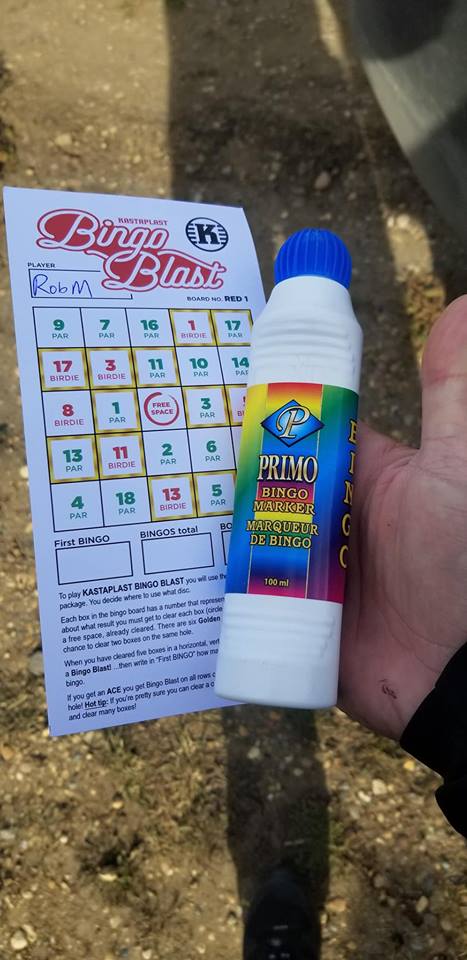 KASTAPLAST
Bingo
Blast
K
PLAYER
Rob M
BOARD NO. RED 1
9 7 16 1 17
PAR PAR PAR BIRDIE PAR
17 3 11 10 14
BIRDIE BIRDIE PAR PAR PAR
8 1 FREE SPACE 3
BIRDIE PAR PAR
13 11 2 6
PAR BIRDIE PAR PAR
4 18 13 5
PAR PAR BIRDIE PAR
First BINGO BINGOS total
To play KASTAPLAST BINGO BLAST you will use the
package. You decide where to use what disc.
Each box in the bingo board has a number that
about what result you must get to clear each box (circle
a free space, already cleared. There are six Golden
chance to clear two boxes on the same hole.
When you have cleared five boxes in a horizontal,
a Bingo Blast! ...then write in "First BINGO" how
bingo.
If you get an ACE you get Bingo Blast on all rows
hole! Hot tip: If you're pretty sure you can clear a
and clear many boxes!
P
PRIMO
BINGO
MARKER
MARQUEUR
DE BINGO
100 ml
BINGO